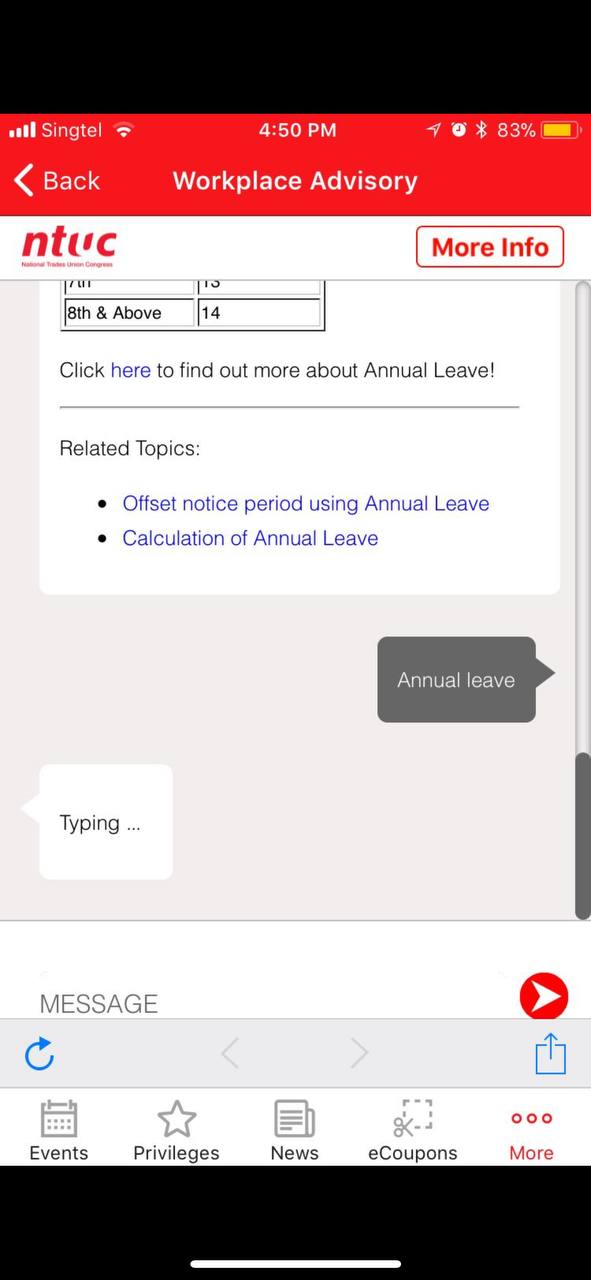 Singtel 4:50 PM 83%
Back Workplace Advisory
ntuc
National Trades Union Congress
More Info
7th 13
8th & Above 14
Click here to find out more about Annual Leave!
Related Topics:
Offset notice period using Annual Leave
Calculation of Annual Leave
Annual leave
Typing ...
MESSAGE
Events Privileges News eCoupons More